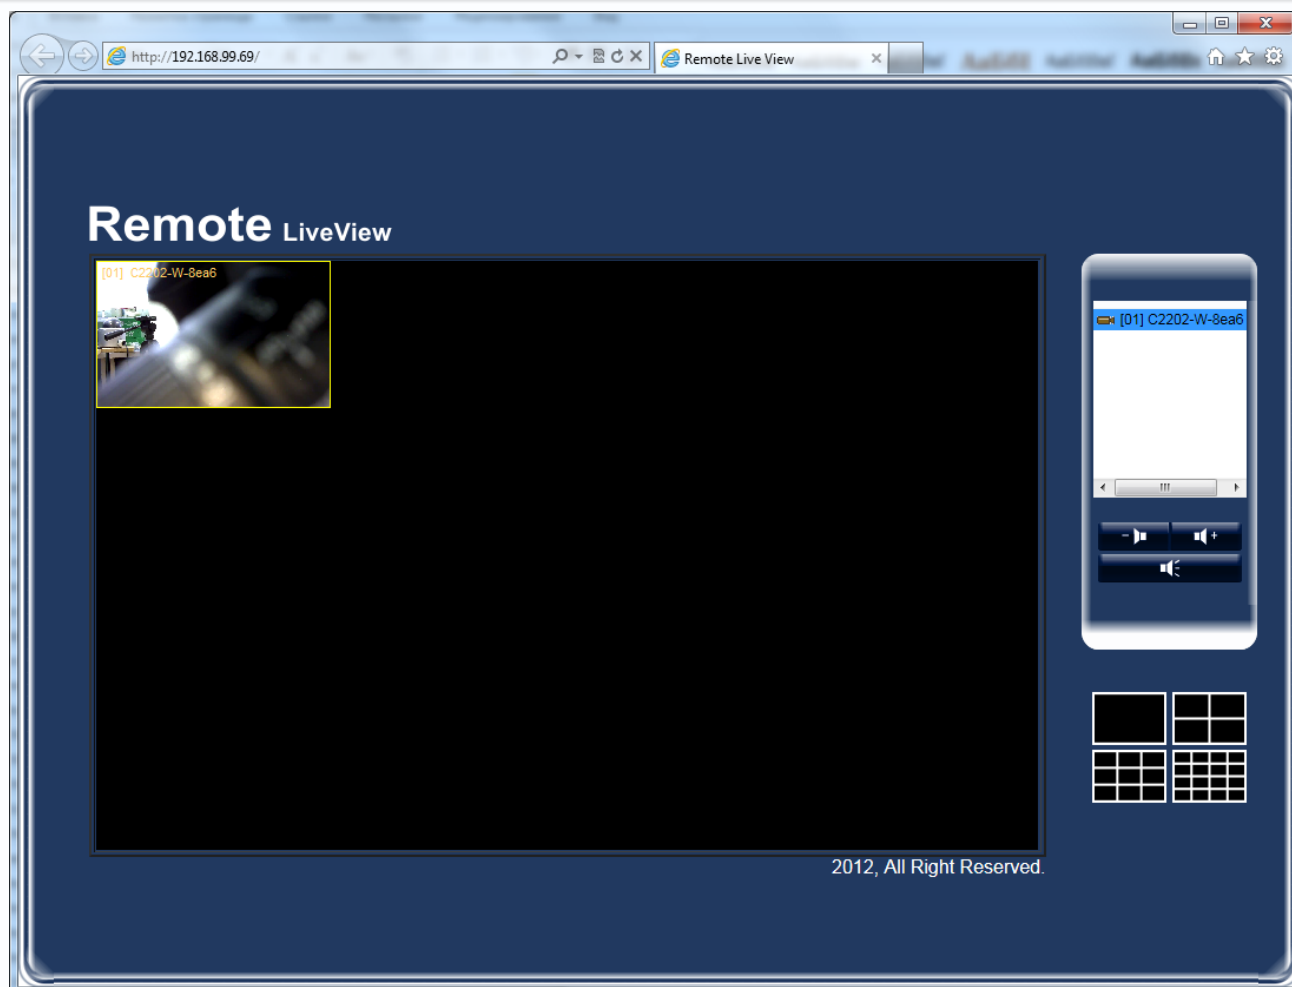 http://192.168.99.69/
Remote Live View
Remote LiveView
[01] C2202-W-8ea6
[01] C2202-W-8ea6
- +
2012, All Right Reserved.